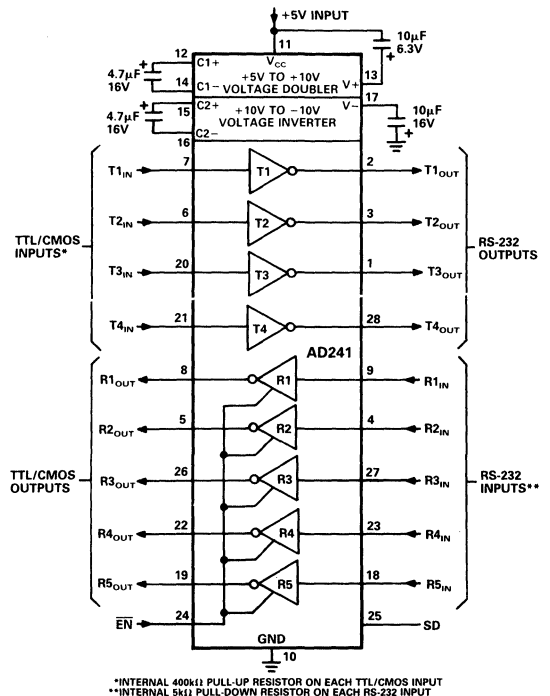 +5V INPUT
11
VCC
10µF
6.3V
+
12
C1+
+5V TO +10V
VOLTAGE DOUBLER
V+
13
+
4.7µF
16V
14
C1-
+
4.7µF
16V
15
C2+
+10V TO -10V
VOLTAGE INVERTER
V-
17
10µF
16V
+
16
C2-
TTL/CMOS
INPUTS*
T1IN
7
T1
2
T1OUT
T2IN
6
T2
3
T2OUT
T3IN
20
T3
1
T3OUT
T4IN
21
T4
28
T4OUT
RS-232
OUTPUTS
AD241
TTL/CMOS
OUTPUTS
R1OUT
8
R1
9
R1IN
R2OUT
5
R2
4
R2IN
R3OUT
26
R3
27
R3IN
R4OUT
22
R4
23
R4IN
R5OUT
19
R5
18
R5IN
RS-232
INPUTS**
E̅N̅
24
25
SD
GND
10
*INTERNAL 400kΩ PULL-UP RESISTOR ON EACH TTL/CMOS INPUT
**INTERNAL 5kΩ PULL-DOWN RESISTOR ON EACH RS-232 INPUT